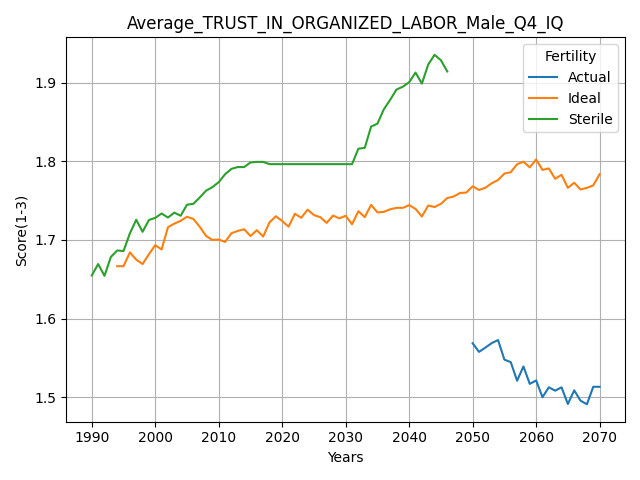 Average_TRUST_IN_ORGANIZED_LABOR_Male_Q4_IQ
Fertility
Actual
Ideal
Sterile
Score(1-3)
1.9
1.8
1.7
1.6
1.5
1990 2000 2010 2020 2030 2040 2050 2060 2070
Years